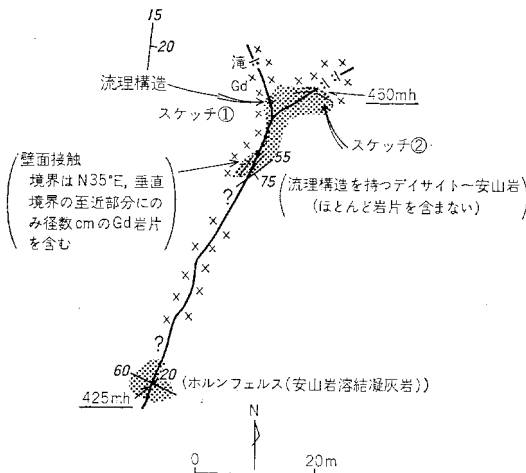 15
20
滝
流理構造
Gd
450mh
スケッチ①
スケッチ②
壁面接触
境界はN35°E, 垂直
境界の至近部分にの
み径数cmのGd岩片
を含む
55
75
(流理構造を持つデイサイト~安山岩)
(ほとんど岩片を含まない)
?
?
60
20
(ホルンフェルス(安山岩溶結凝灰岩))
425mh
N
0 20m